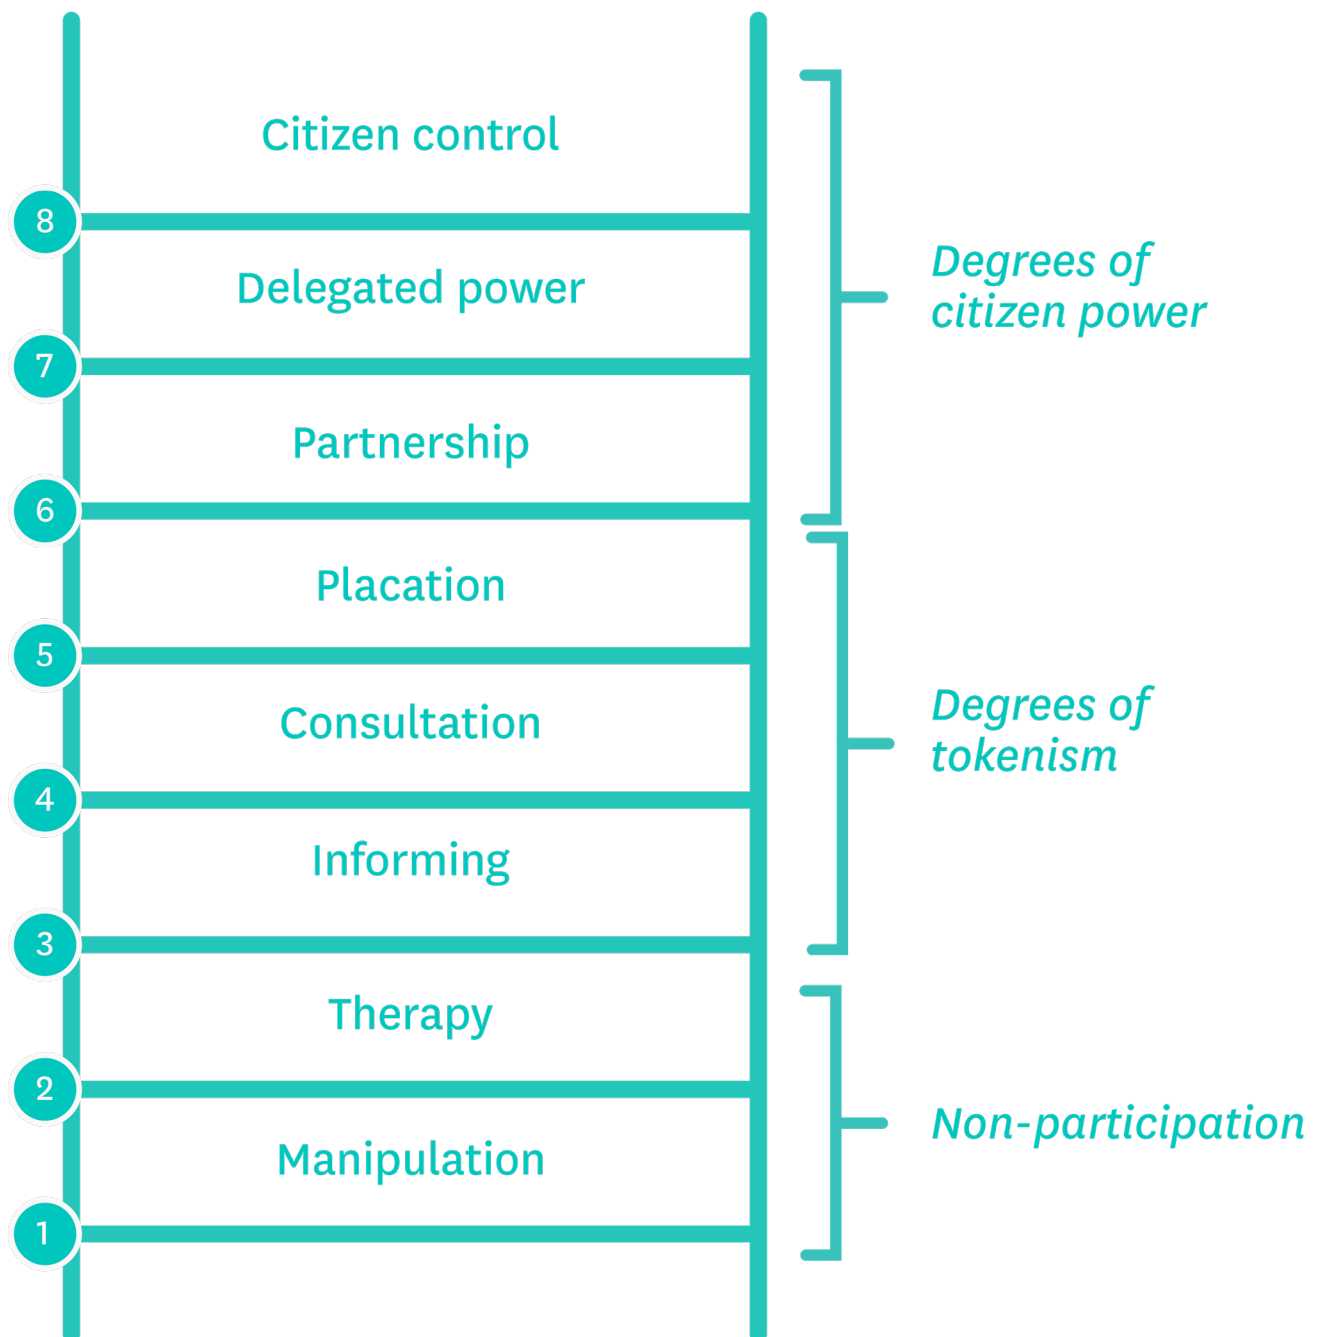 Citizen control
8
Degrees of
citizen power
Delegated power
7
Partnership
6
Placation
5
Degrees of
tokenism
Consultation
4
Informing
3
Therapy
2
Non-participation
Manipulation
1